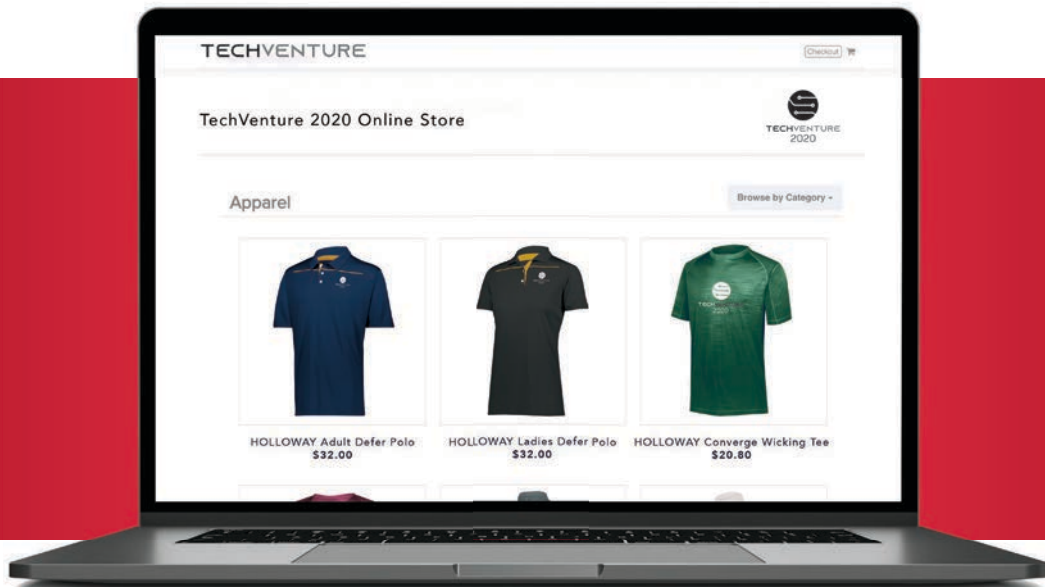 TECHVENTURE
Checkout
TechVenture 2020 Online Store
TECHVENTURE
2020
Apparel
Browse by Category
HOLLOWAY Adult Defer Polo
$32.00
HOLLOWAY Ladies Defer Polo
$32.00
HOLLOWAY Converge Wicking Tee
$20.80